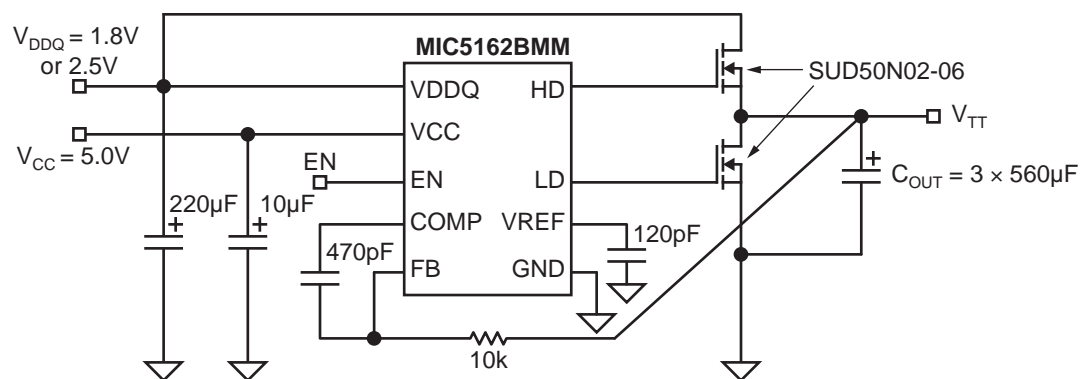 V_DDQ = 1.8V
or 2.5V
MIC5162BMM
VDDQ
HD
SUD50N02-06
VCC
V_TT
V_CC = 5.0V
EN
EN
LD
C_OUT = 3 × 560µF
220µF
10µF
COMP
VREF
470pF
120pF
FB
GND
10k